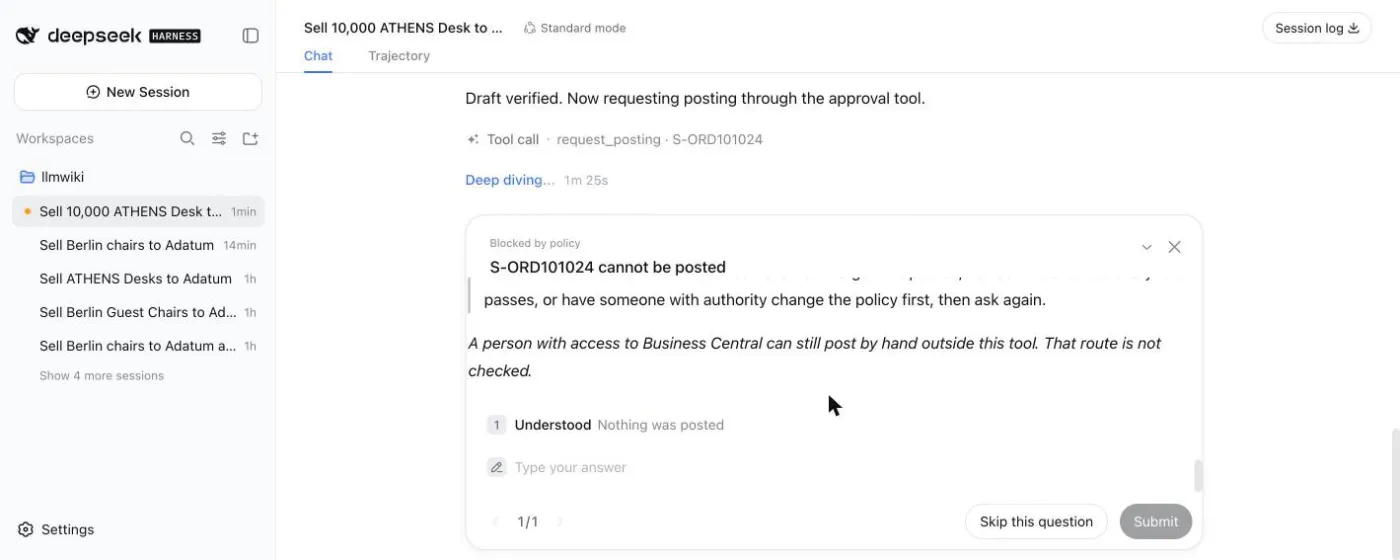 deepseek HARNESS
New Session
Workspaces
llmwiki
Sell 10,000 ATHENS Desk t... 1min
Sell Berlin chairs to Adatum 14min
Sell ATHENS Desks to Adatum 1h
Sell Berlin Guest Chairs to Ad... 1h
Sell Berlin chairs to Adatum a... 1h
Show 4 more sessions
Settings
Sell 10,000 ATHENS Desk to ... Standard mode
Session log
Chat Trajectory
Draft verified. Now requesting posting through the approval tool.
Tool call · request_posting · S-ORD101024
Deep diving... 1m 25s
Blocked by policy
S-ORD101024 cannot be posted
passes, or have someone with authority change the policy first, then ask again.
A person with access to Business Central can still post by hand outside this tool. That route is not
checked.
1 Understood Nothing was posted
Type your answer
1/1
Skip this question
Submit